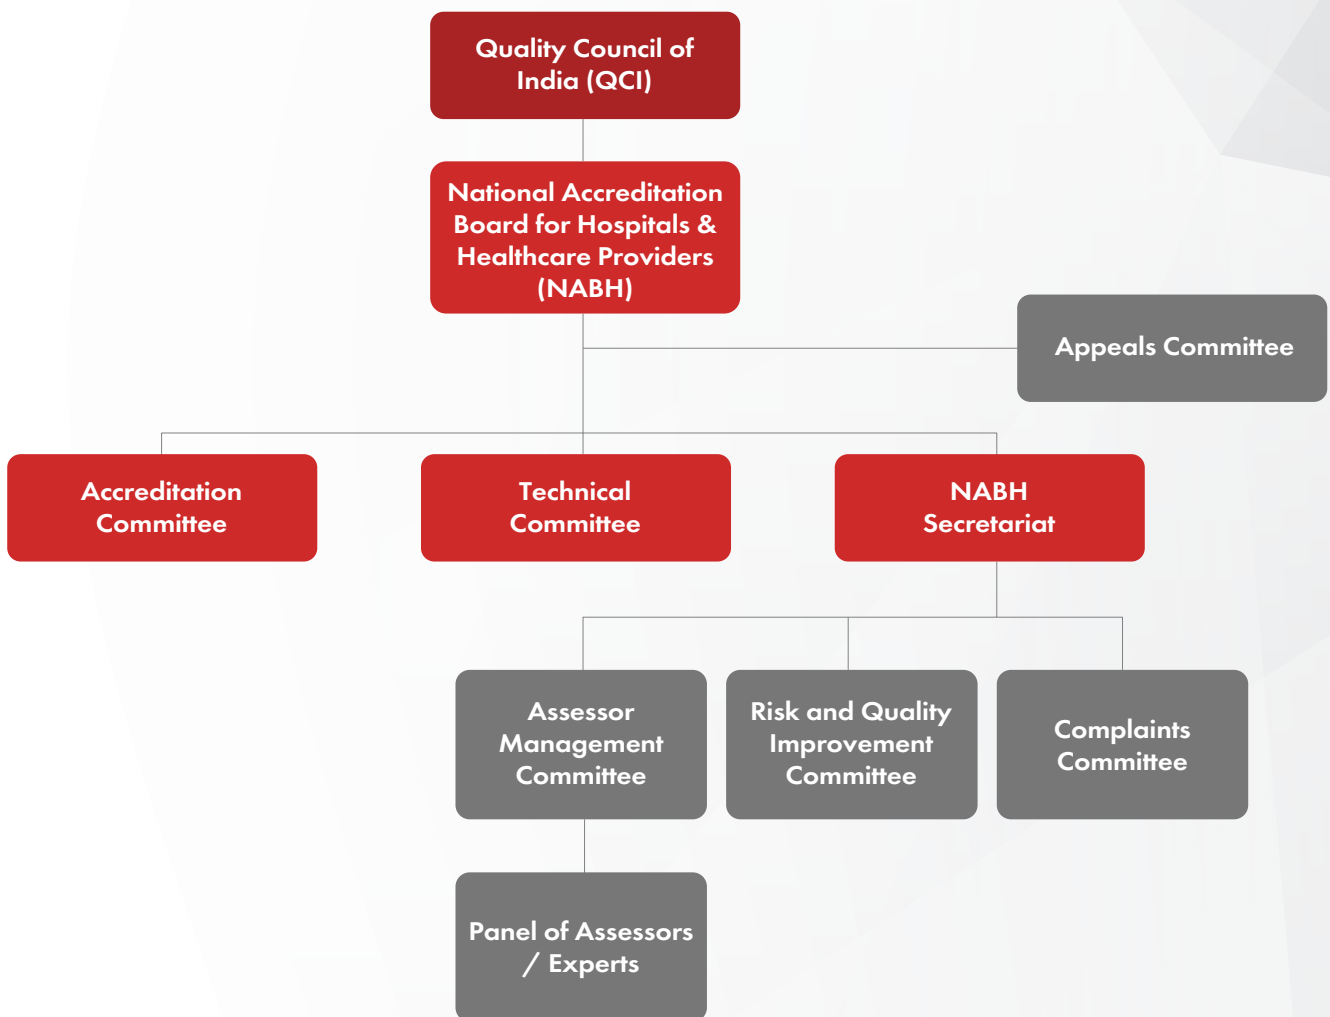 Quality Council of
India (QCI)
National Accreditation
Board for Hospitals &
Healthcare Providers
(NABH)
Appeals Committee
Accreditation
Committee
Technical
Committee
NABH
Secretariat
Assessor
Management
Committee
Risk and Quality
Improvement
Committee
Complaints
Committee
Panel of Assessors
/ Experts